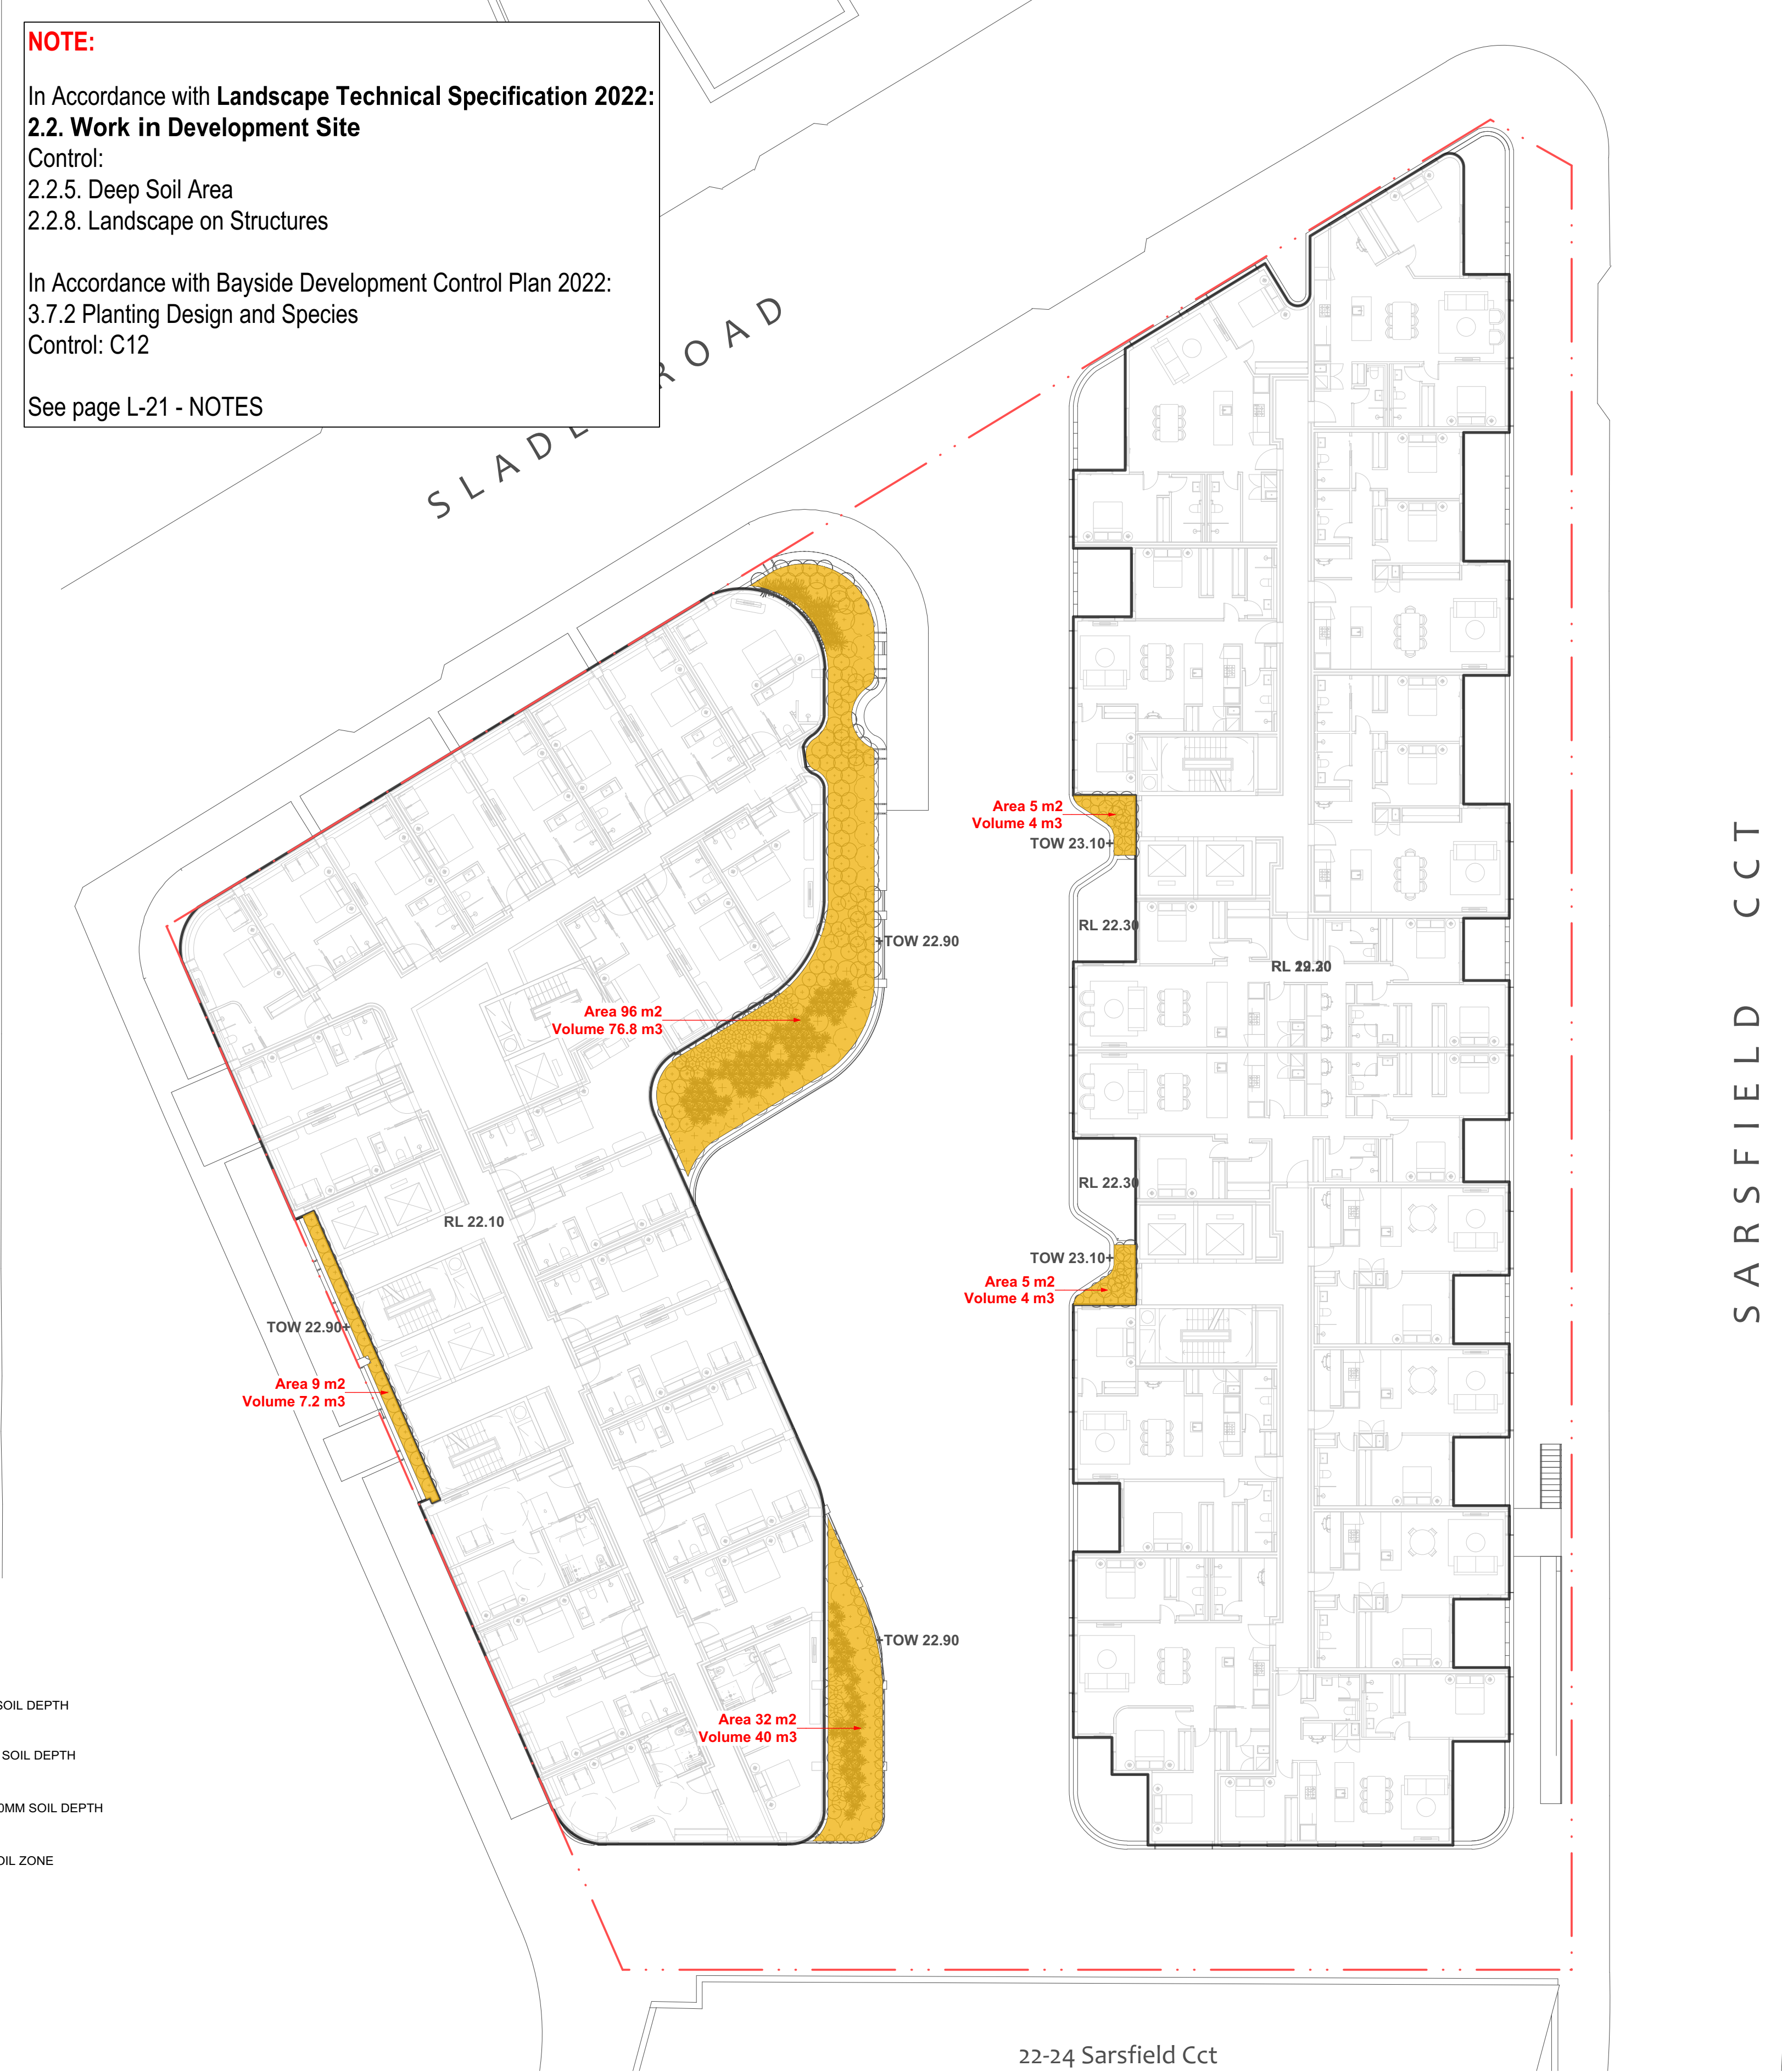 NOTE:
In Accordance with Landscape Technical Specification 2022:
2.2. Work in Development Site
Control:
2.2.5. Deep Soil Area
2.2.8. Landscape on Structures
In Accordance with Bayside Development Control Plan 2022:
3.7.2 Planting Design and Species
Control: C12
See page L-21 - NOTES
SLADE ROAD
SARSFIELD CCT
Area 5 m2
Volume 4 m3
TOW 23.10+
RL 22.30
+TOW 22.90
Area 96 m2
Volume 76.8 m3
RL 22.30
RL 22.10
TOW 23.10+
Area 5 m2
Volume 4 m3
TOW 22.90+
Area 9 m2
Volume 7.2 m3
+TOW 22.90
Area 32 m2
Volume 40 m3
SOIL DEPTH
SOIL DEPTH
0MM SOIL DEPTH
OIL ZONE
22-24 Sarsfield Cct